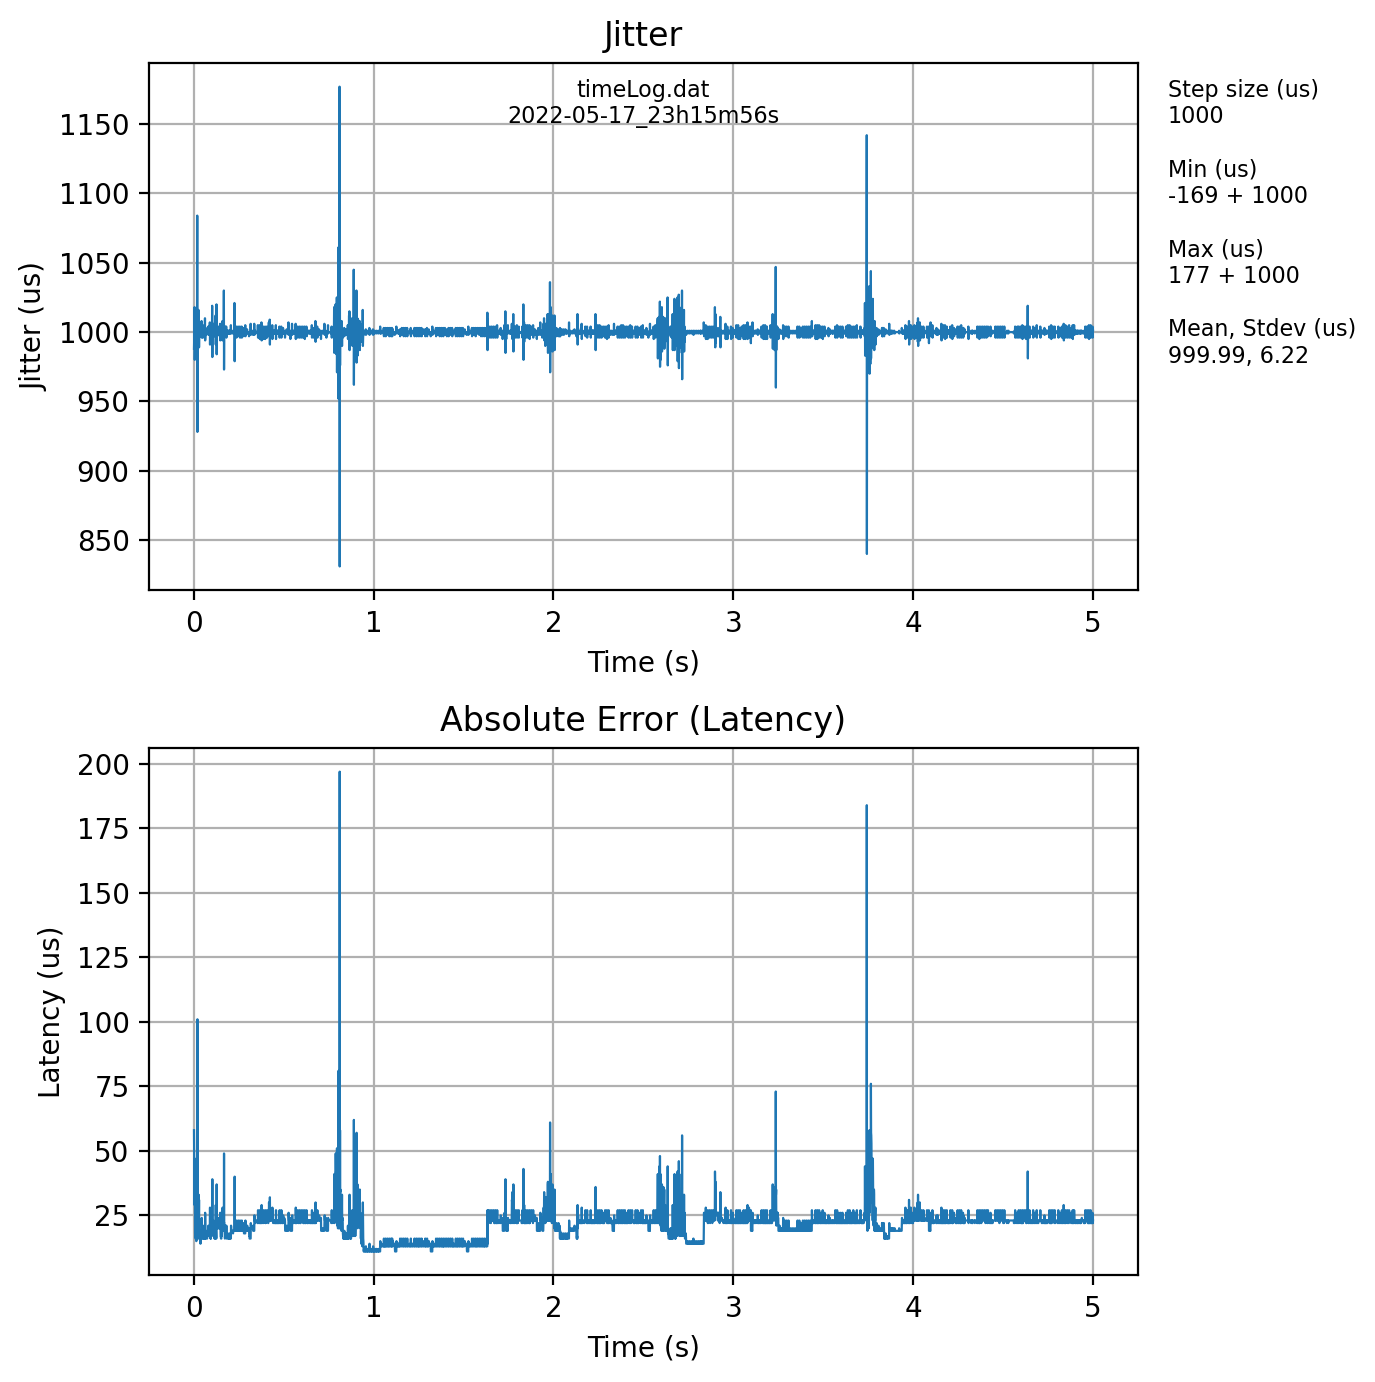 Jitter
timeLog.dat
2022-05-17_23h15m56s
1150
1100
1050
1000
950
900
850
Jitter (us)
0 1 2 3 4 5
Time (s)
Step size (us)
1000
Min (us)
-169 + 1000
Max (us)
177 + 1000
Mean, Stdev (us)
999.99, 6.22
Absolute Error (Latency)
200
175
150
125
100
75
50
25
Latency (us)
0 1 2 3 4 5
Time (s)